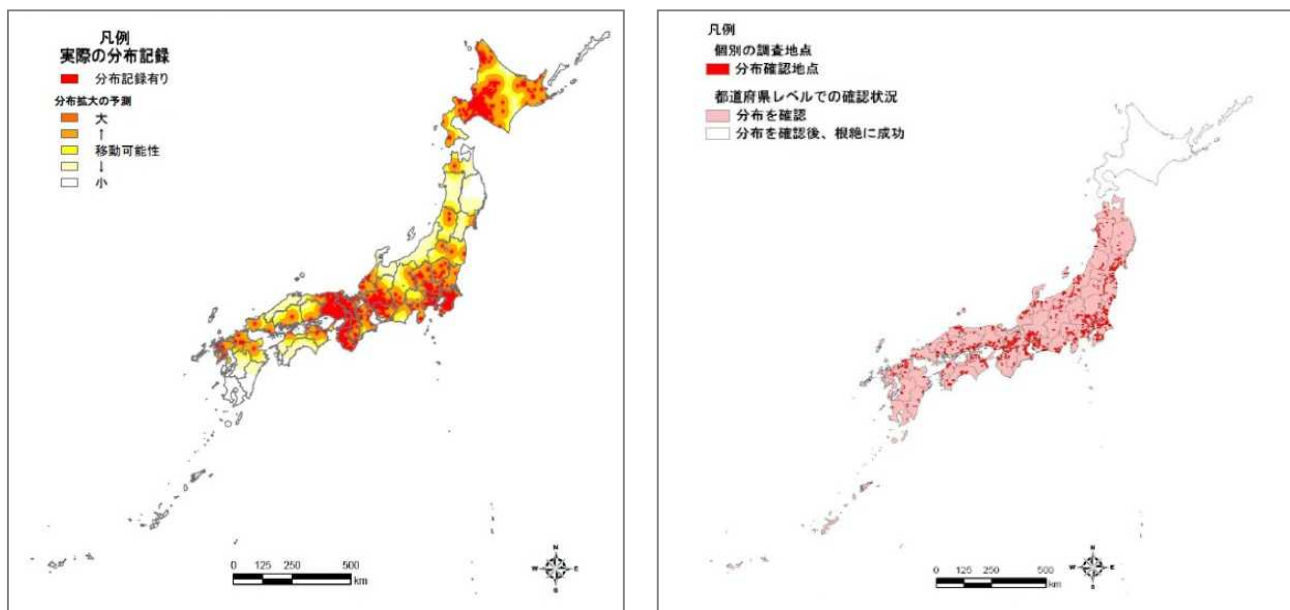 凡例
実際の分布記録
分布記録有り
分布拡大の予測
大
↑
移動可能性
↓
小
0 125 250 500
km
N
W E
S
凡例
個別の調査地点
分布確認地点
都道府県レベルでの確認状況
分布を確認
分布を確認後、根絶に成功
0 125 250 500
km
N
W E
S